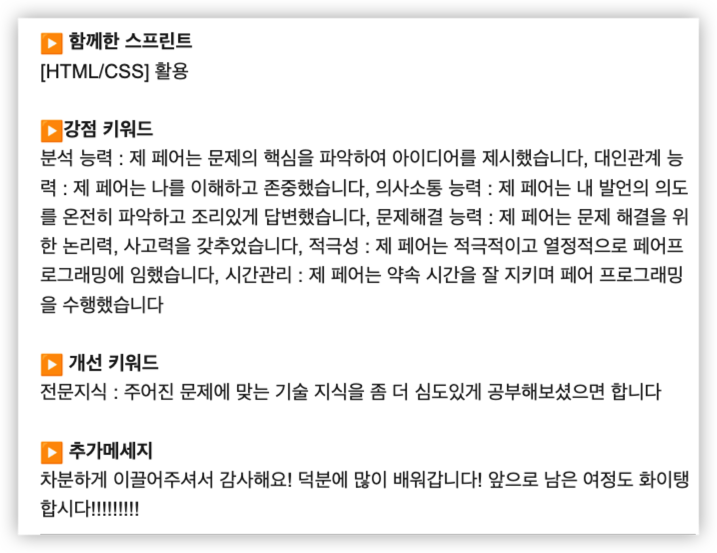 ▶️ 함께한 스프린트
[HTML/CSS] 활용
▶️강점 키워드
분석 능력 : 제 페어는 문제의 핵심을 파악하여 아이디어를 제시했습니다, 대인관계 능
력 : 제 페어는 나를 이해하고 존중했습니다, 의사소통 능력 : 제 페어는 내 발언의 의도
를 온전히 파악하고 조리있게 답변했습니다, 문제해결 능력 : 제 페어는 문제 해결을 위
한 논리력, 사고력을 갖추었습니다, 적극성 : 제 페어는 적극적이고 열정적으로 페어프
로그래밍에 임했습니다, 시간관리 : 제 페어는 약속 시간을 잘 지키며 페어 프로그래밍
을 수행했습니다
▶️ 개선 키워드
전문지식 : 주어진 문제에 맞는 기술 지식을 좀 더 심도있게 공부해보셨으면 합니다
▶️ 추가메세지
차분하게 이끌어주셔서 감사해요! 덕분에 많이 배워갑니다! 앞으로 남은 여정도 화이탱
합시다!!!!!!!!!